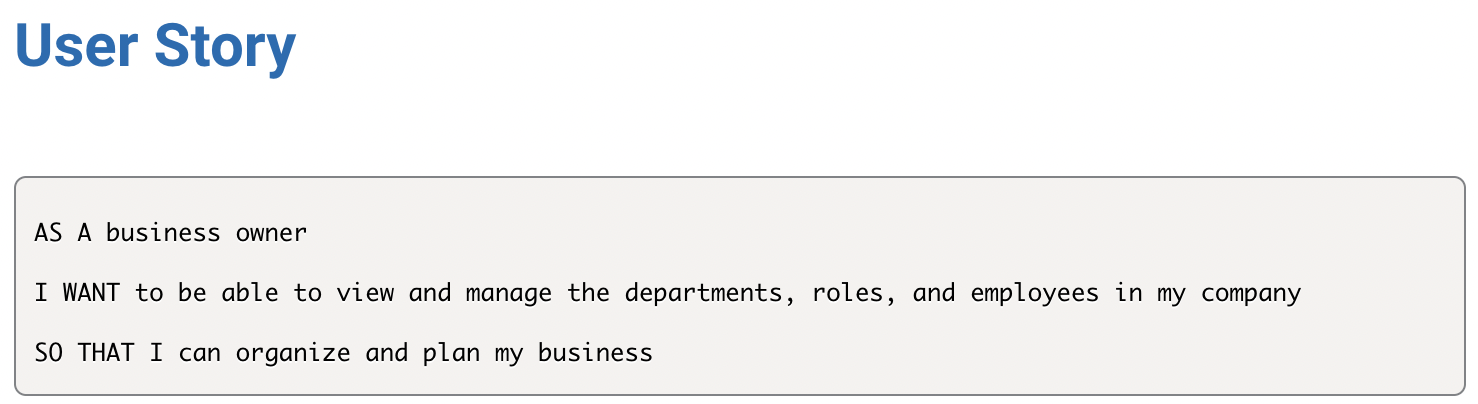 User Story
AS A business owner
I WANT to be able to view and manage the departments, roles, and employees in my company
SO THAT I can organize and plan my business